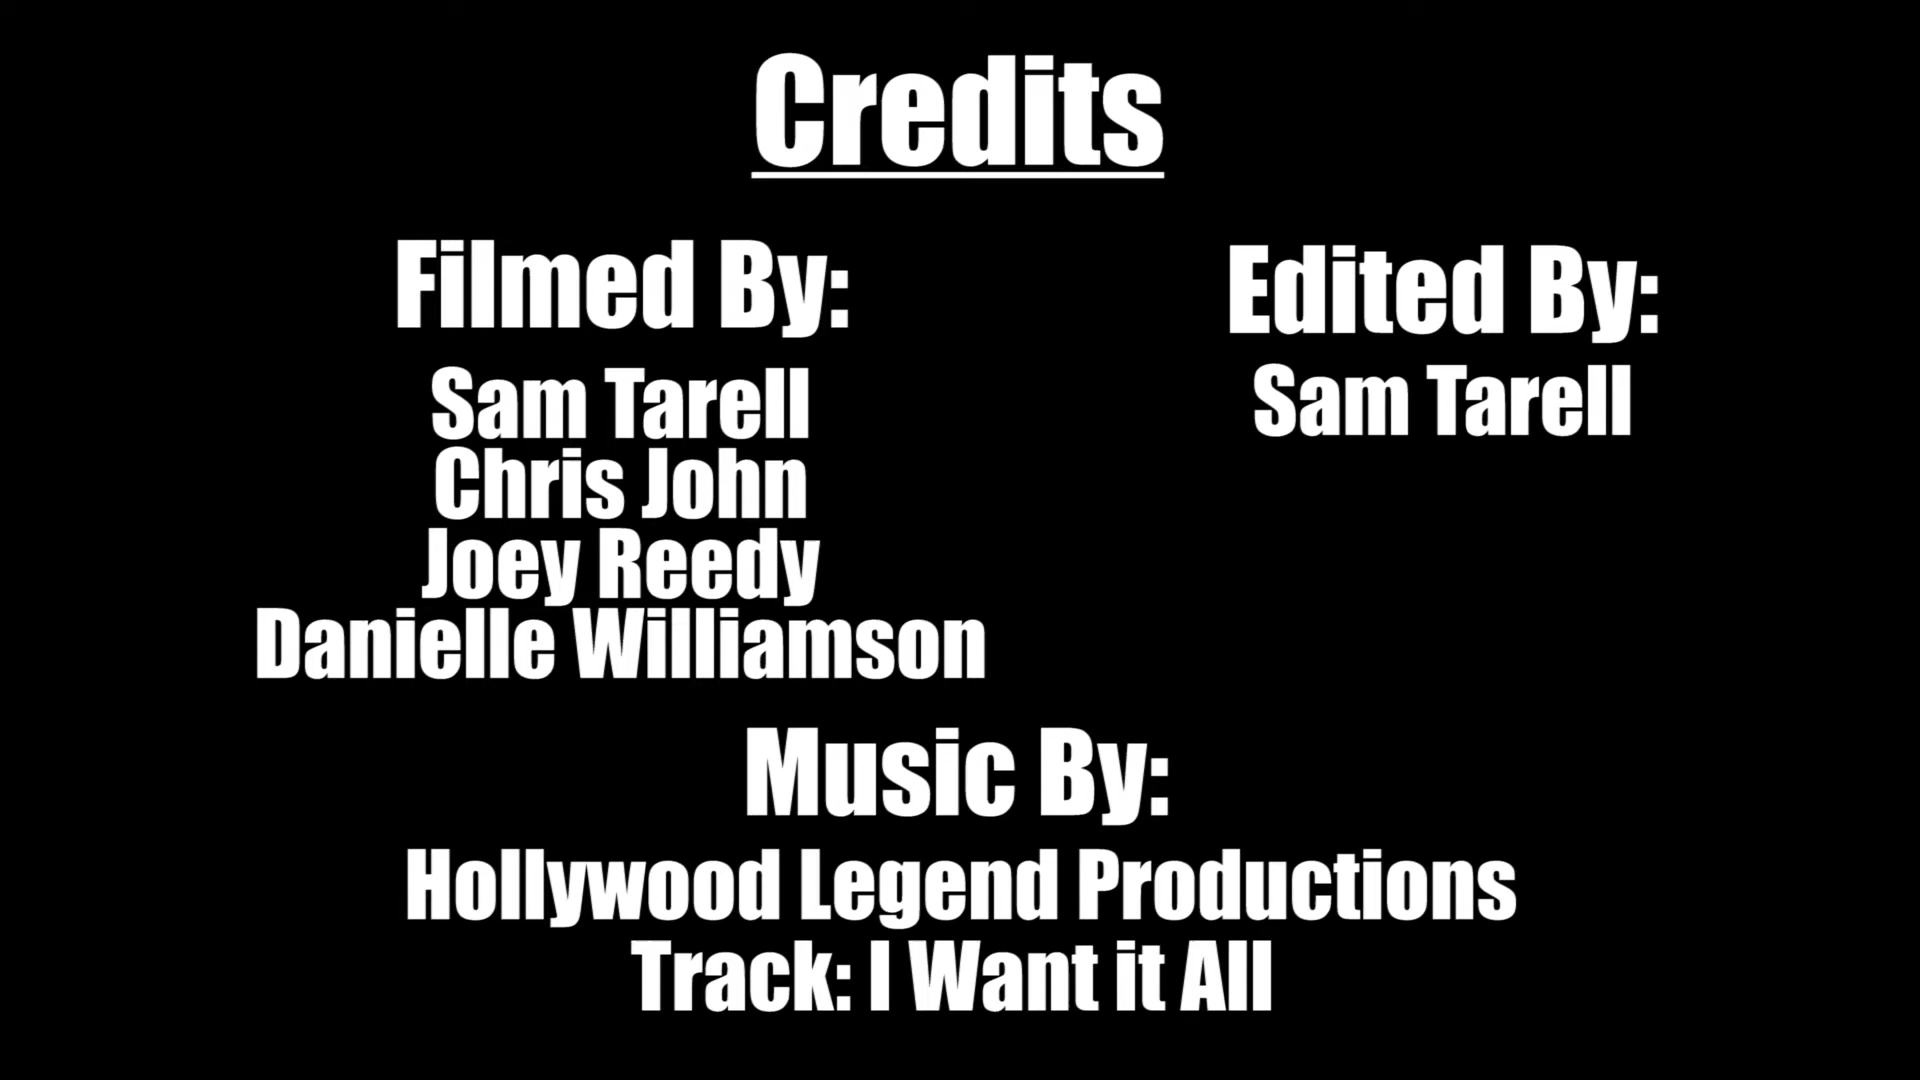 Credits
Filmed By:
Sam Tarell
Chris John
Joey Reedy
Danielle Williamson
Edited By:
Sam Tarell
Music By:
Hollywood Legend Productions
Track: I Want it All